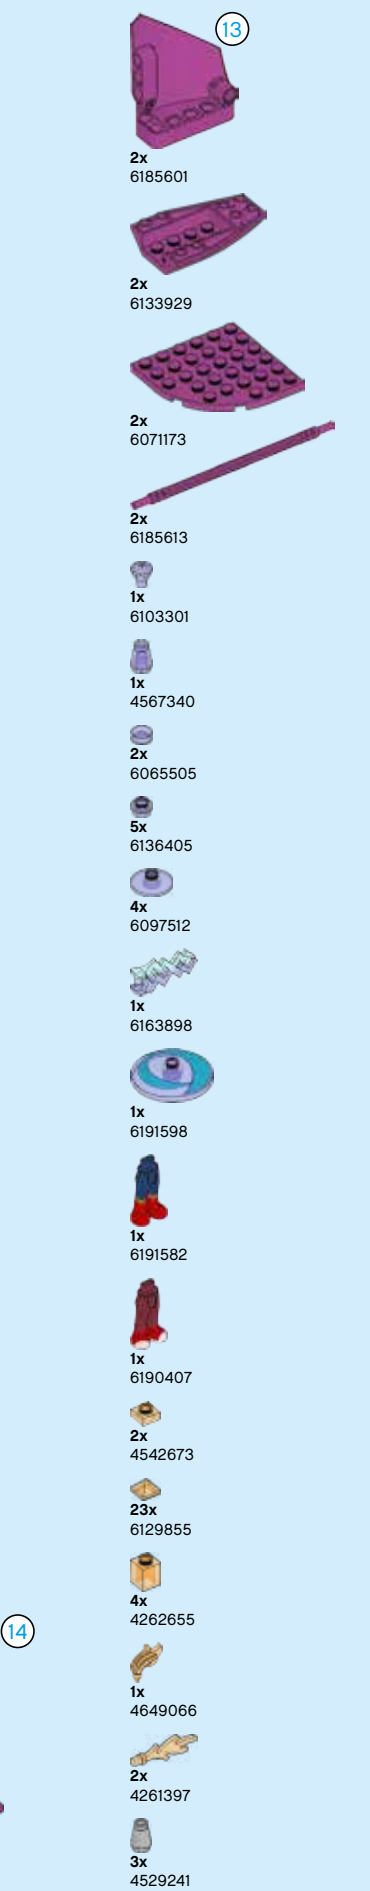 13
2x
6185601
2x
6133929
2x
6071173
2x
6185613
1x
6103301
1x
4567340
2x
6065505
5x
6136405
4x
6097512
1x
6163898
1x
6191598
1x
6191582
1x
6190407
2x
4542673
23x
6129855
4x
4262655
14
1x
4649066
2x
4261397
3x
4529241